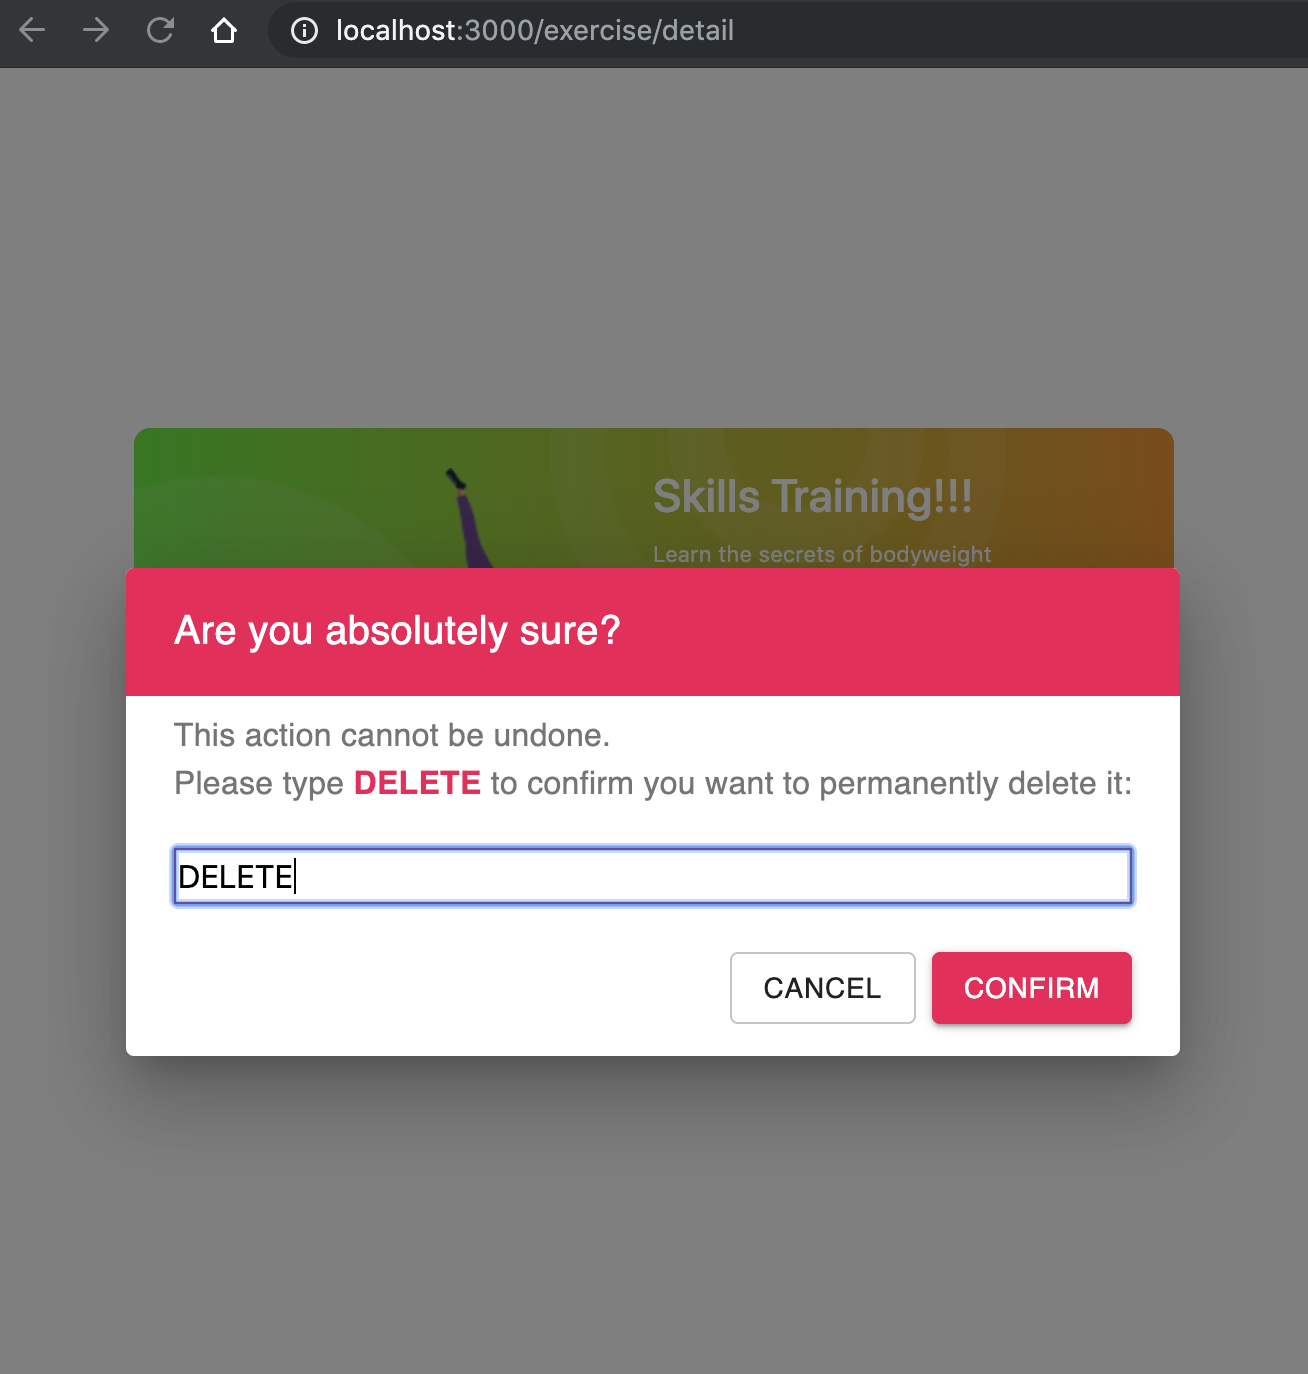 localhost:3000/exercise/detail
Skills Training!!!
Learn the secrets of bodyweight
Are you absolutely sure?
This action cannot be undone.
Please type DELETE to confirm you want to permanently delete it:
DELETE
CANCEL CONFIRM